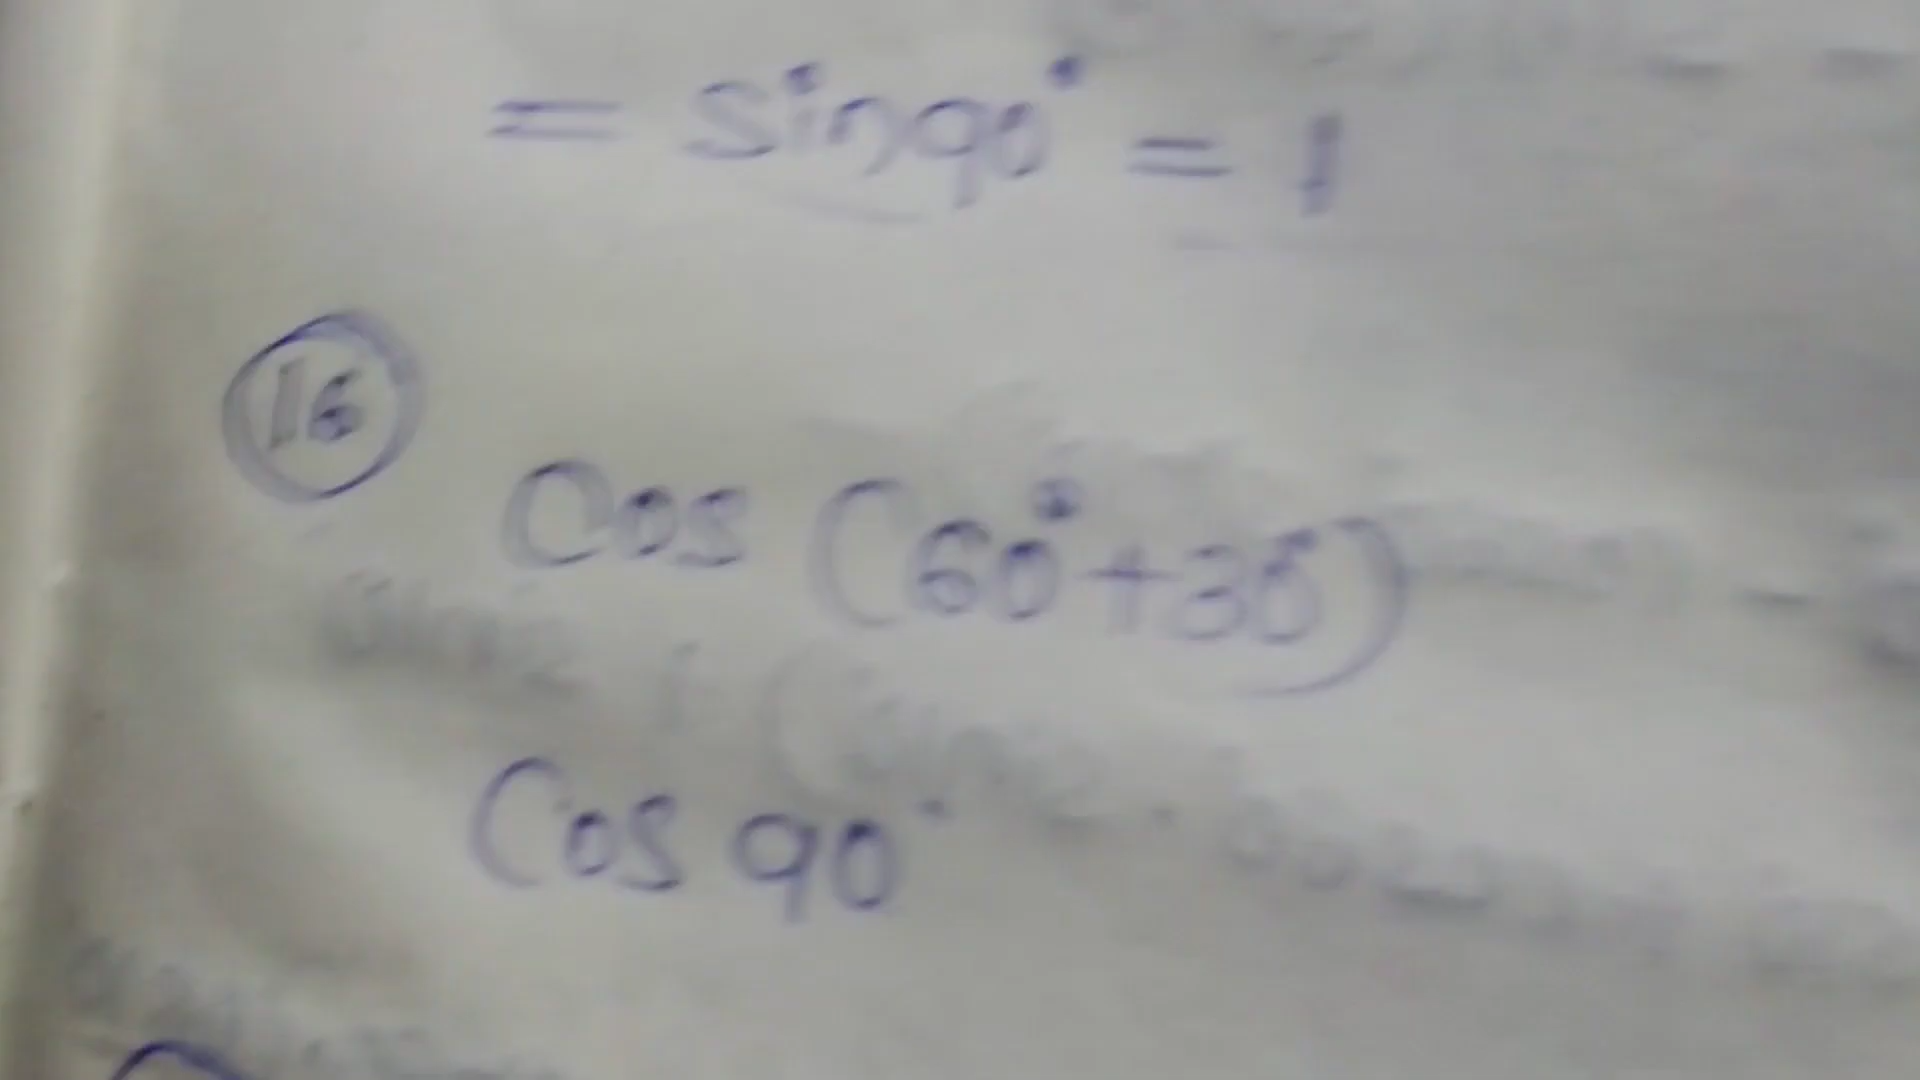 = Sin90° = 1
16
Cos (60°+30°)
Cos 90°